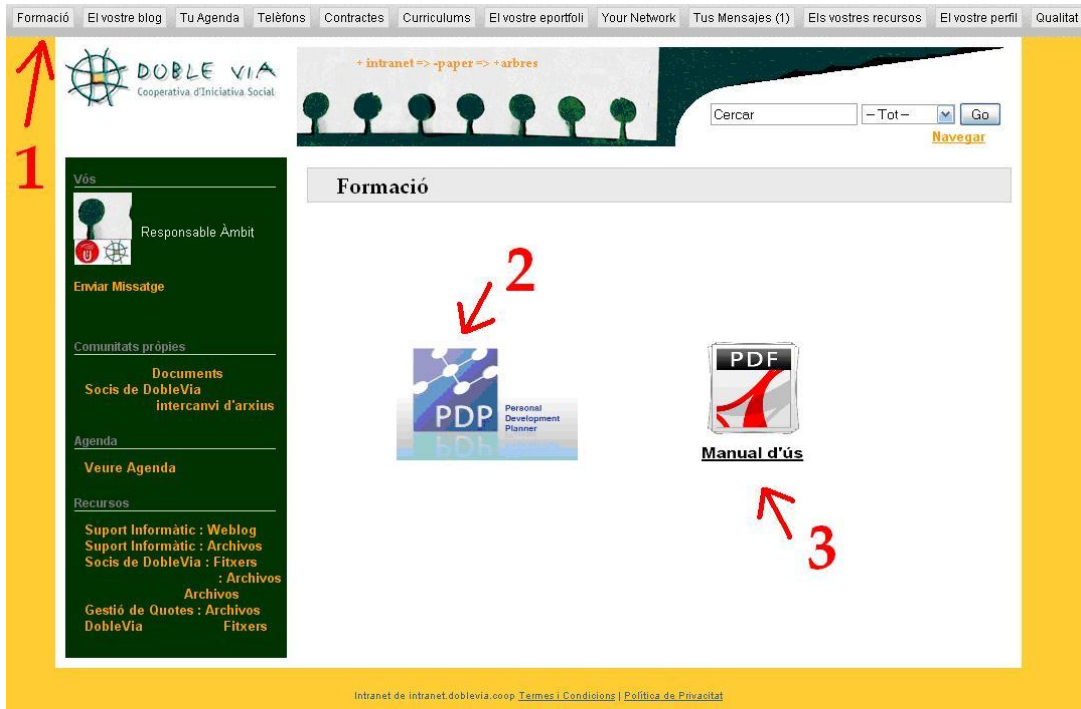 Formació El vostre blog Tu Agenda Telèfons Contractes Curriculums El vostre eportfoli Your Network Tus Mensajes (1) Els vostres recursos El vostre perfil Qualitat
1
DOBLE VIA
Cooperativa d'Iniciativa Social
+ intranet => -paper => +arbres
Cercar
– Tot –
Go
Navegar
Vós
Responsable Àmbit
Enviar Missatge
Comunitats pròpies
Documents
Socis de DobleVia
intercanvi d'arxius
Agenda
Veure Agenda
Recursos
Suport Informàtic : Weblog
Suport Informàtic : Archivos
Socis de DobleVia : Fitxers
: Archivos
Archivos
Gestió de Quotes : Archivos
DobleVia Fitxers
Formació
2
PDP
Personal
Development
Planner
PDF
Manual d'ús
3
Intranet de intranet.doblevia.coop Termes i Condicions | Política de Privacitat